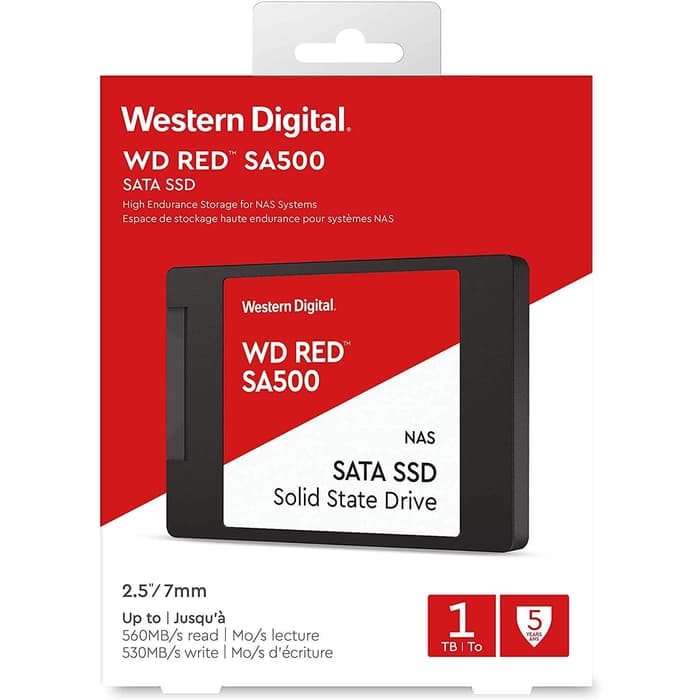 Western Digital.
WD RED™ SA500
SATA SSD
High Endurance Storage for NAS Systems
Espace de stockage haute endurance pour systèmes NAS
Western Digital.
WD RED™
SA500
NAS
SATA SSD
Solid State Drive
2.5"/7mm
Up to | Jusqu'à
560MB/s read | Mo/s lecture
530MB/s write | Mo/s d'écriture
1
TB | To
5
YEARS
ANS